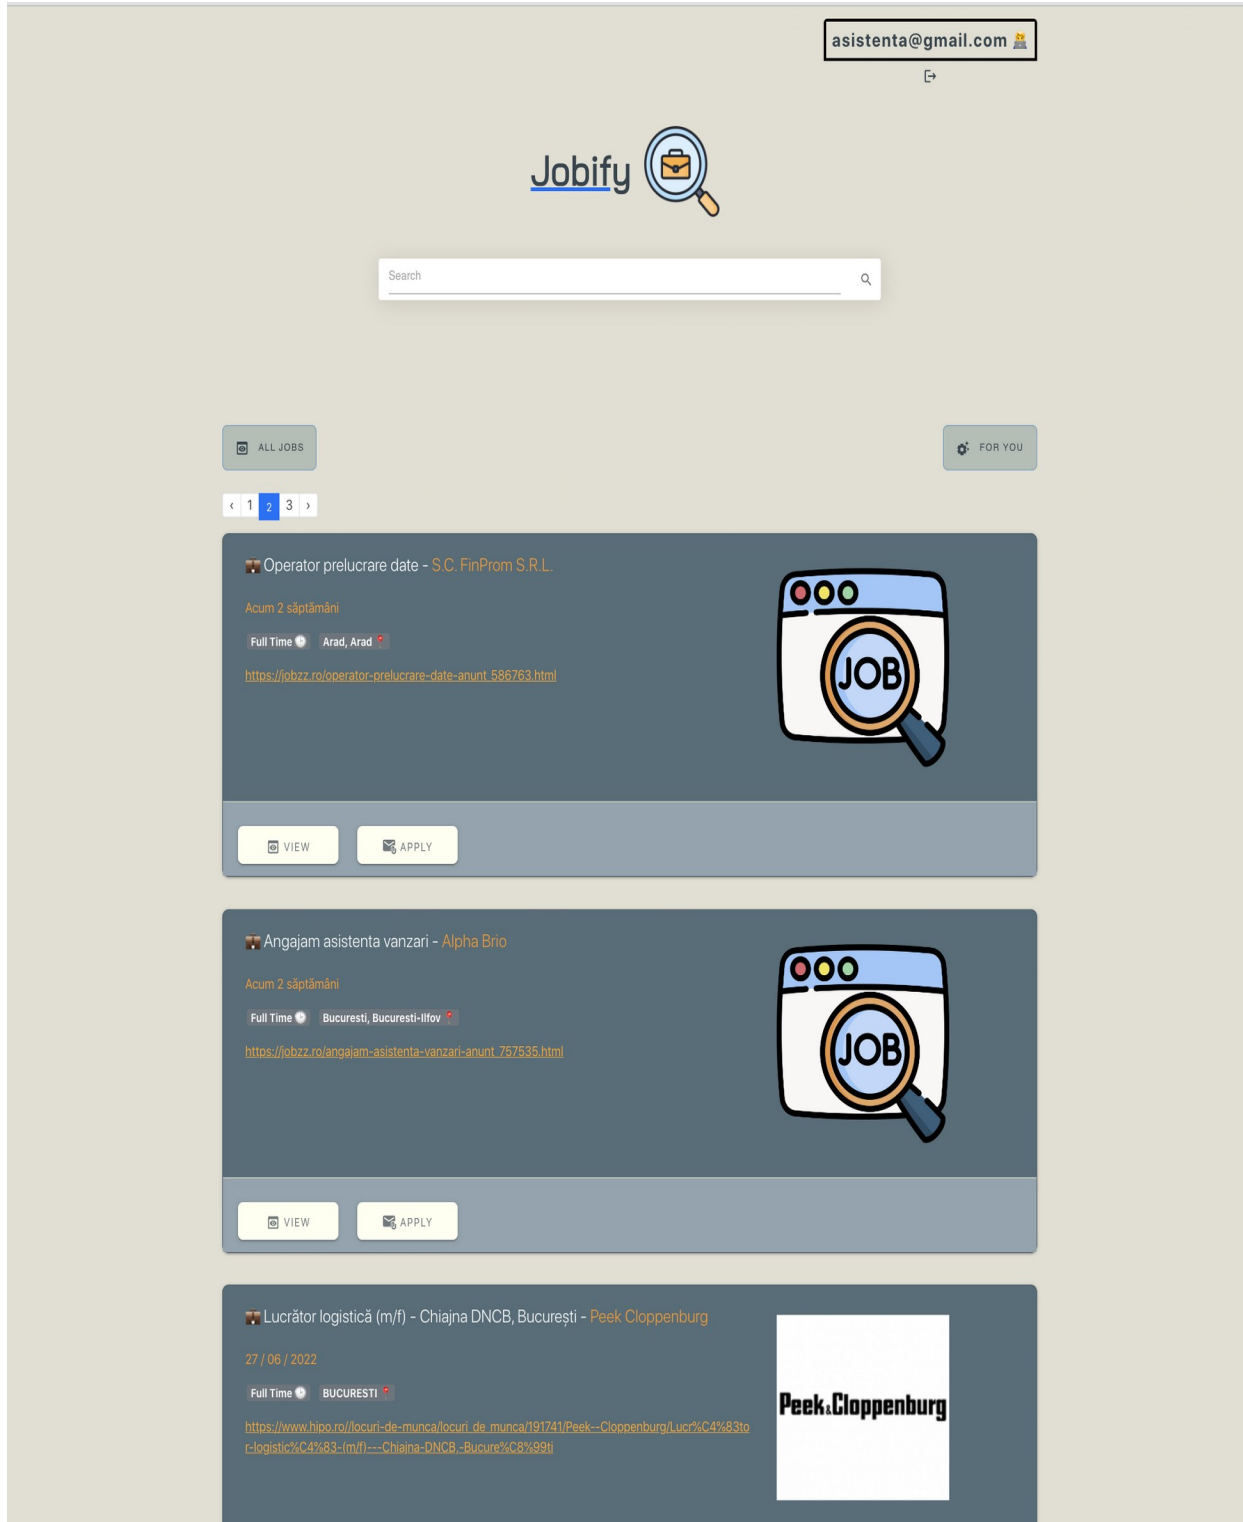 asistenta@gmail.com
Jobify
Search
ALL JOBS
FOR YOU
‹ 1 2 3 ›
Operator prelucrare date - S.C. FinProm S.R.L.
Acum 2 săptămâni
Full Time Arad, Arad
https://jobzz.ro/operator-prelucrare-date-anunt_586763.html
JOB
VIEW APPLY
Angajam asistenta vanzari - Alpha Brio
Acum 2 săptămâni
Full Time Bucuresti, Bucuresti-Ilfov
https://jobzz.ro/angajam-asistenta-vanzari-anunt_757535.html
JOB
VIEW APPLY
Lucrător logistică (m/f) - Chiajna DNCB, București - Peek Cloppenburg
27 / 06 / 2022
Full Time BUCURESTI
https://www.hipo.ro//locuri-de-munca/locuri_de_munca/191741/Peek--Cloppenburg/Lucr%C4%83to
r-logistic%C4%83-(m/f)---Chiajna-DNCB,-Bucure%C8%99ti
Peek&Cloppenburg